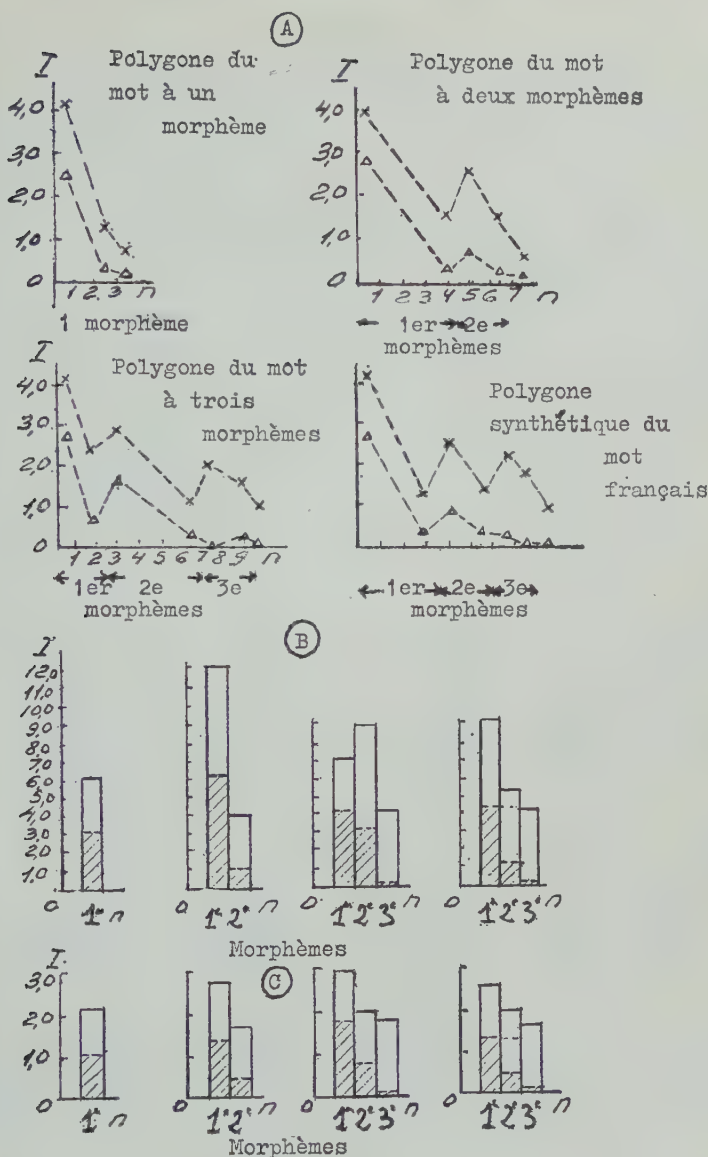 A
I
Polygone du
mot à un
morphème
4,0
3,0
2,0
1,0
0
1 2 3 n
1 morphème
Polygone du mot
à deux morphèmes
4,0
3,0
2,0
1,0
0
1 2 3 4 5 6 7 n
1er 2e
morphèmes
I
Polygone du mot
à trois
morphèmes
4,0
3,0
2,0
1,0
0
1 2 3 4 5 6 7 8 9 n
1er 2e 3e
morphèmes
Polygone
synthétique du
mot
français
1er 2e 3e
morphèmes
B
I
12,0
11,0
10,0
9,0
8,0
7,0
6,0
5,0
4,0
3,0
2,0
1,0
0 1e n
0 1e 2e n
0 1e 2e 3e n
0 1e 2e 3e n
Morphèmes
C
I
3,0
2,0
1,0
0 1e n
0 1e 2e n
0 1e 2e 3e n
0 1e 2e 3e n
Morphèmes